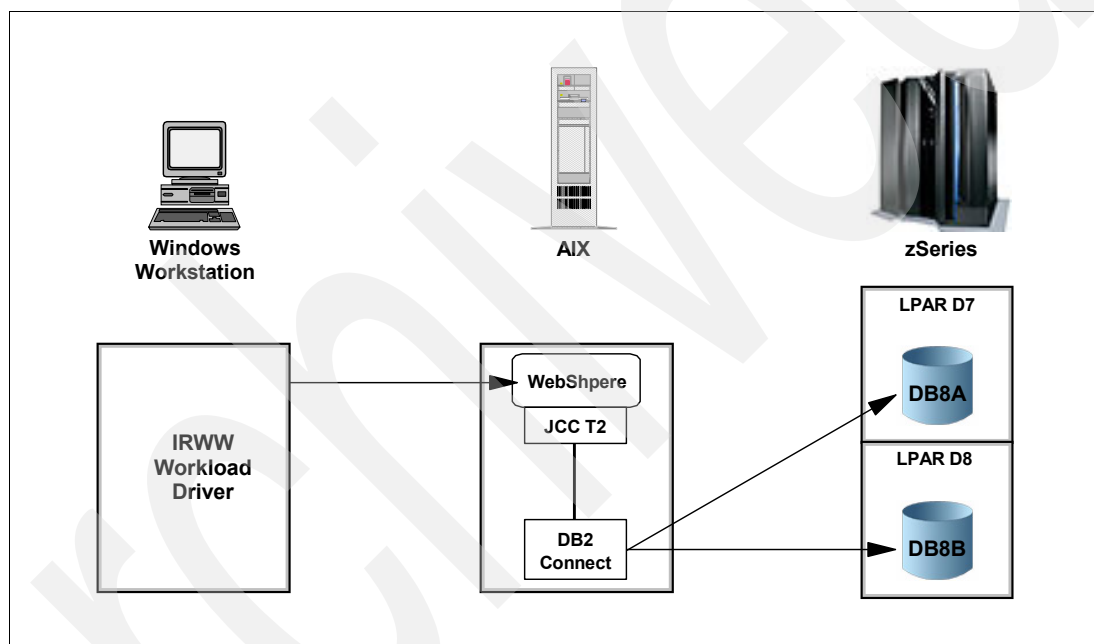 Windows
Workstation
AIX
zSeries
IRWW
Workload
Driver
WebShpere
JCC T2
DB2
Connect
LPAR D7
DB8A
LPAR D8
DB8B